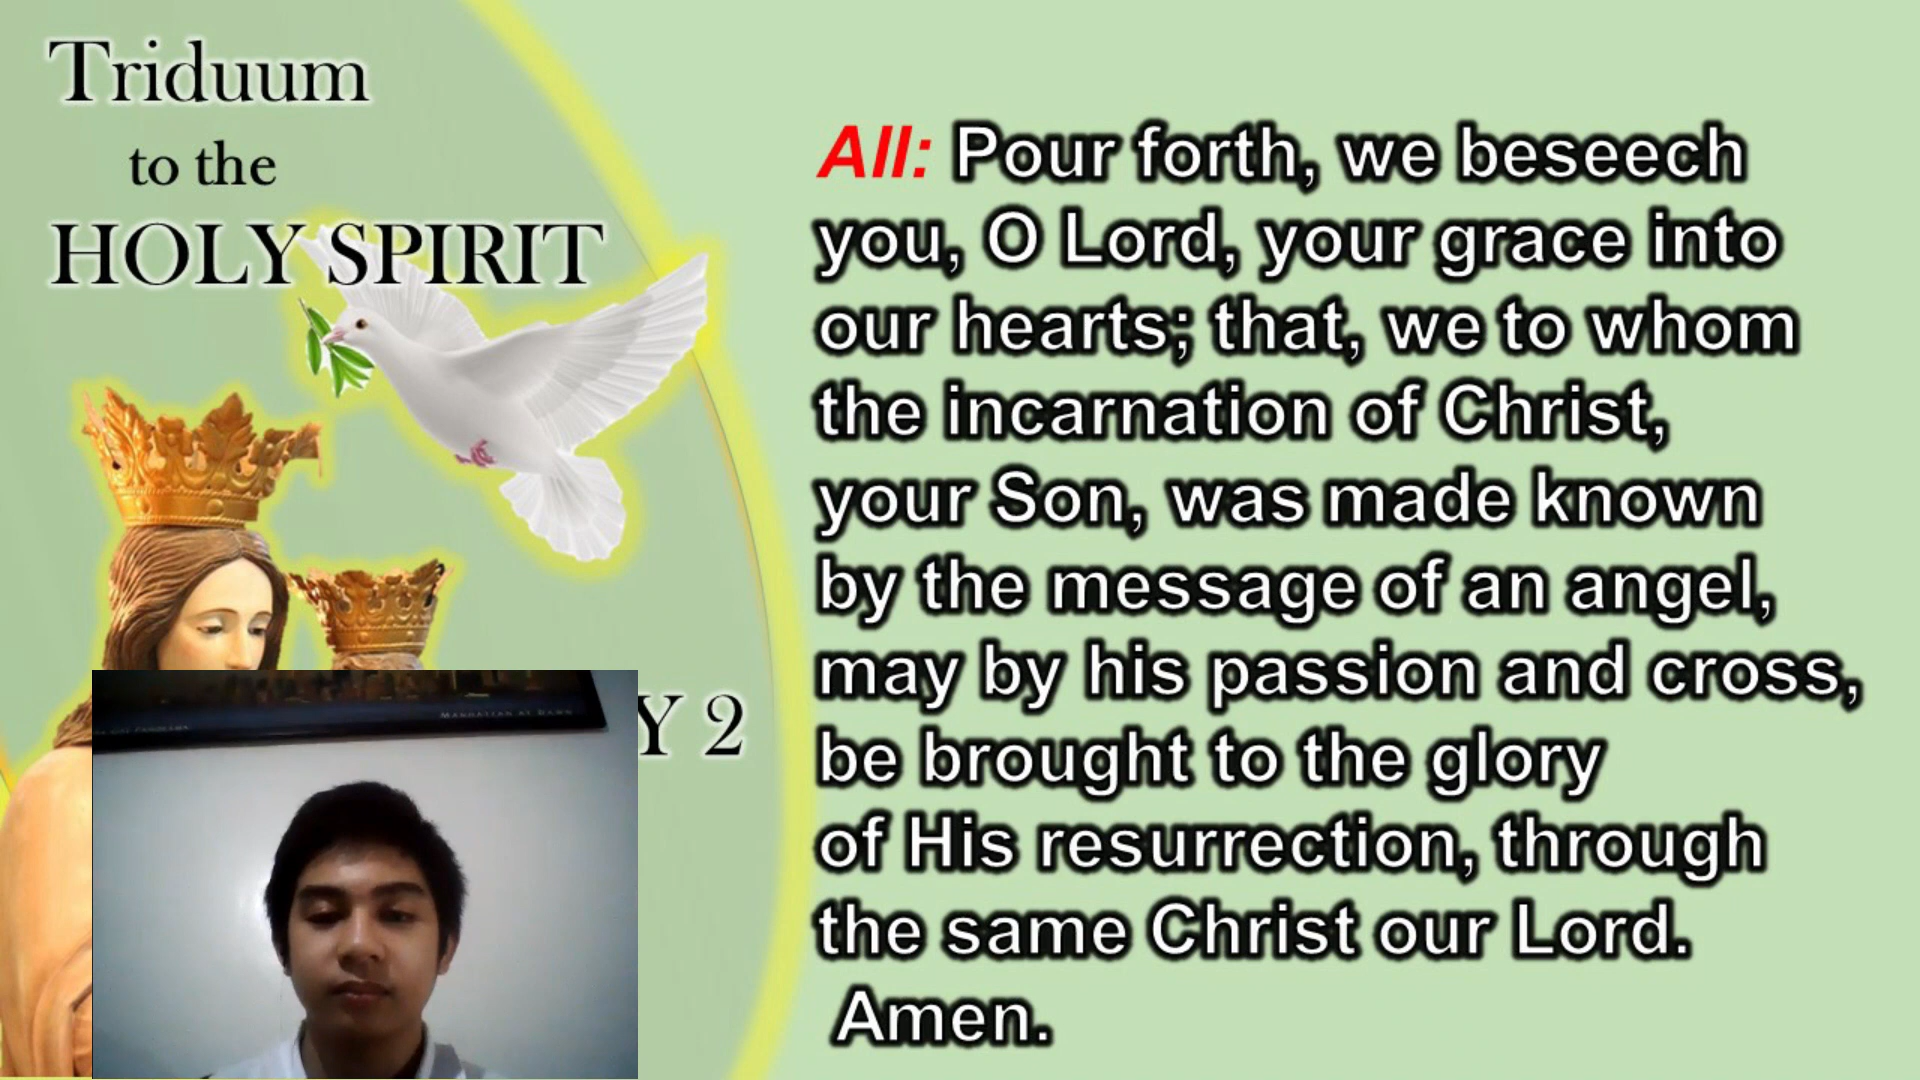 Triduum
to the
HOLY SPIRIT
Y 2
All: Pour forth, we beseech
you, O Lord, your grace into
our hearts; that, we to whom
the incarnation of Christ,
your Son, was made known
by the message of an angel,
may by his passion and cross,
be brought to the glory
of His resurrection, through
the same Christ our Lord.
Amen.
MANHATTAN AT DAWN